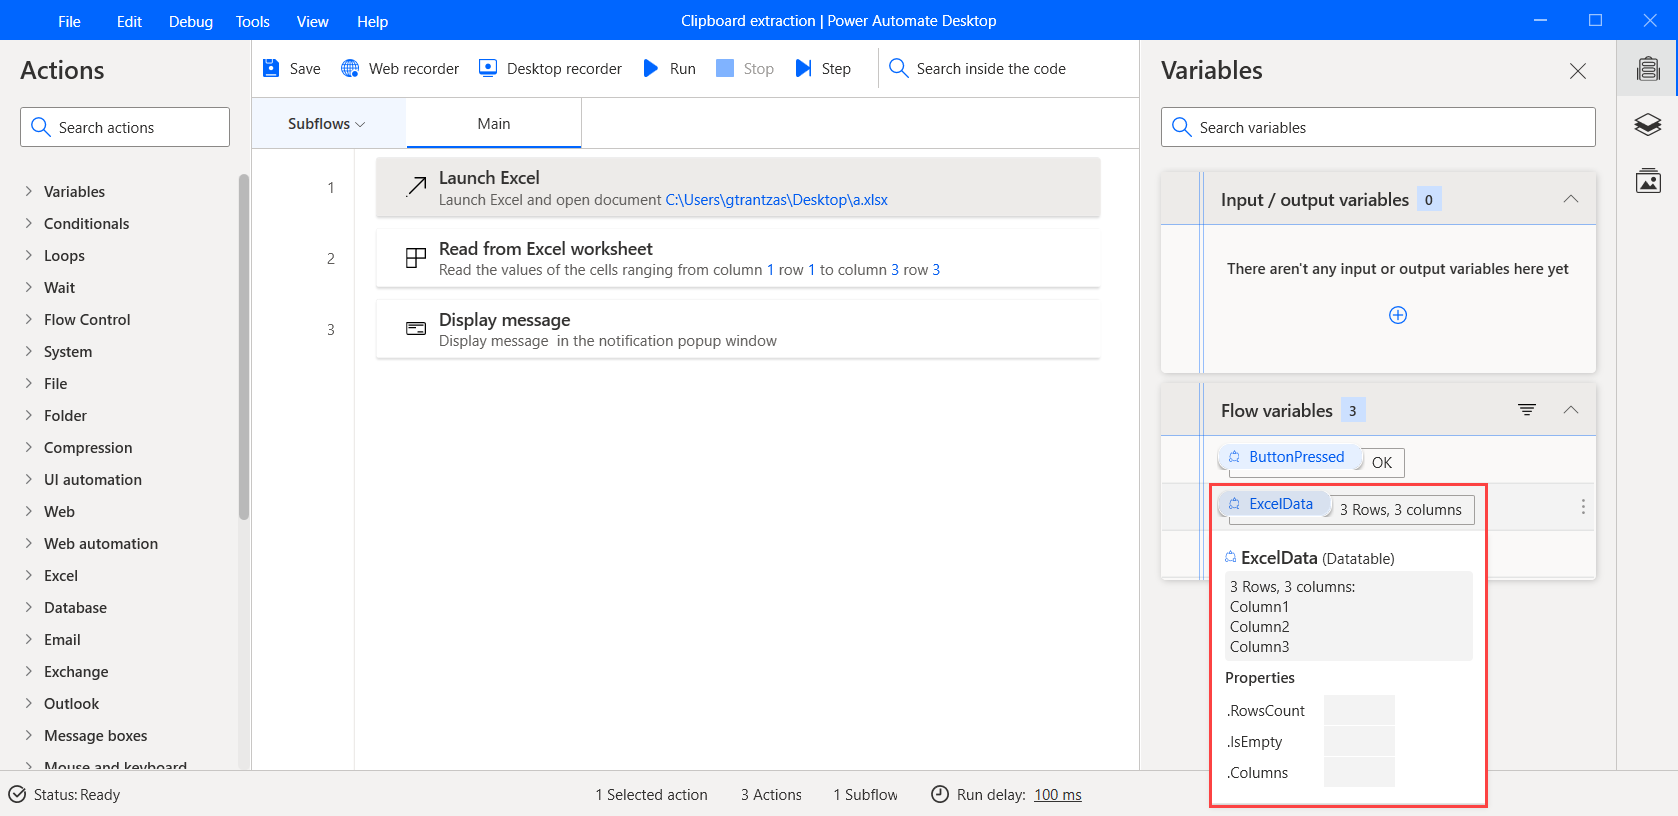 File Edit Debug Tools View Help Clipboard extraction | Power Automate Desktop
Actions
Search actions
Variables
Conditionals
Loops
Wait
Flow Control
System
File
Folder
Compression
UI automation
Web
Web automation
Excel
Database
Email
Exchange
Outlook
Message boxes
Mouse and keyboard
Save Web recorder Desktop recorder Run Stop Step Search inside the code
Subflows Main
1 Launch Excel
Launch Excel and open document C:\Users\gtrantzas\Desktop\a.xlsx
2 Read from Excel worksheet
Read the values of the cells ranging from column 1 row 1 to column 3 row 3
3 Display message
Display message in the notification popup window
Variables
Search variables
Input / output variables 0
There aren't any input or output variables here yet
Flow variables 3
ButtonPressed OK
ExcelData 3 Rows, 3 columns
ExcelData (Datatable)
3 Rows, 3 columns:
Column1
Column2
Column3
Properties
.RowsCount
.IsEmpty
.Columns
Status: Ready 1 Selected action 3 Actions 1 Subflow Run delay: 100 ms